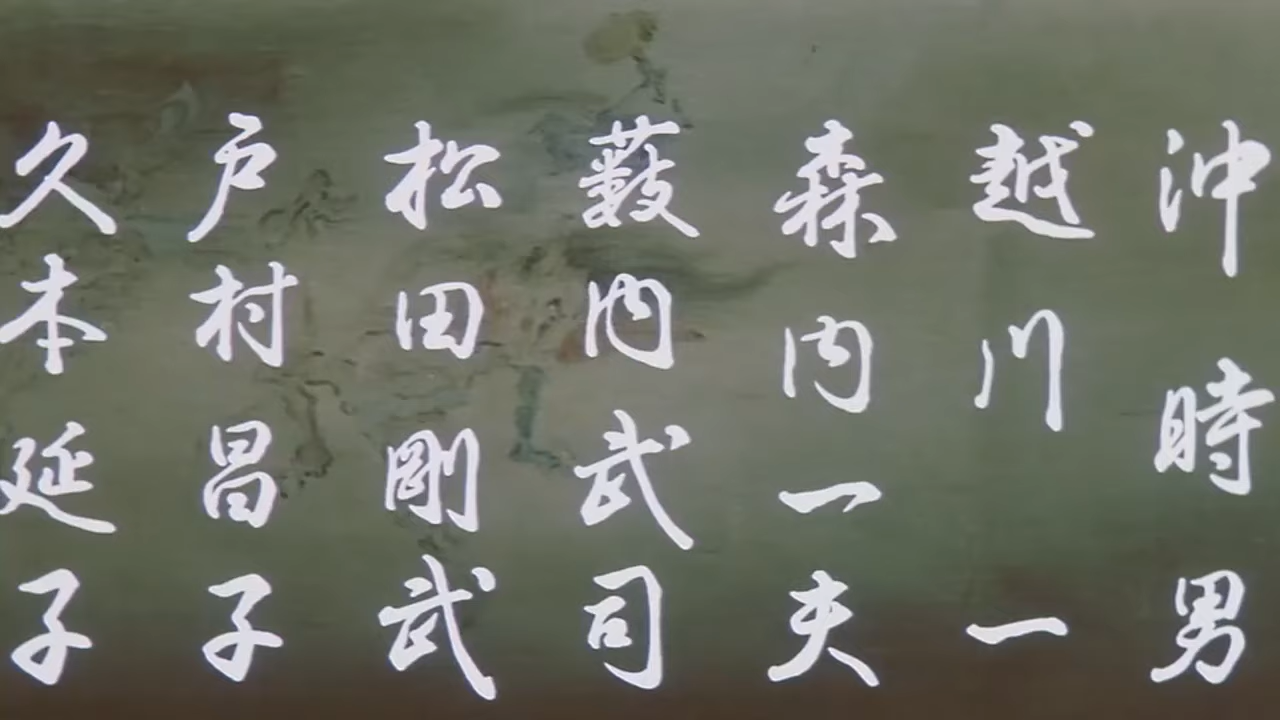 沖時男
越川一
森内一夫
薮内武司
松田剛武
戸村昌子
久本延子